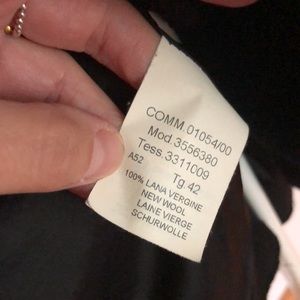 COMM.01054/00
Mod.3556380
Tess.3311009
A52 Tg.42
100% LANA VERGINE
NEW WOOL
LAINE VIERGE
SCHURWOLLE